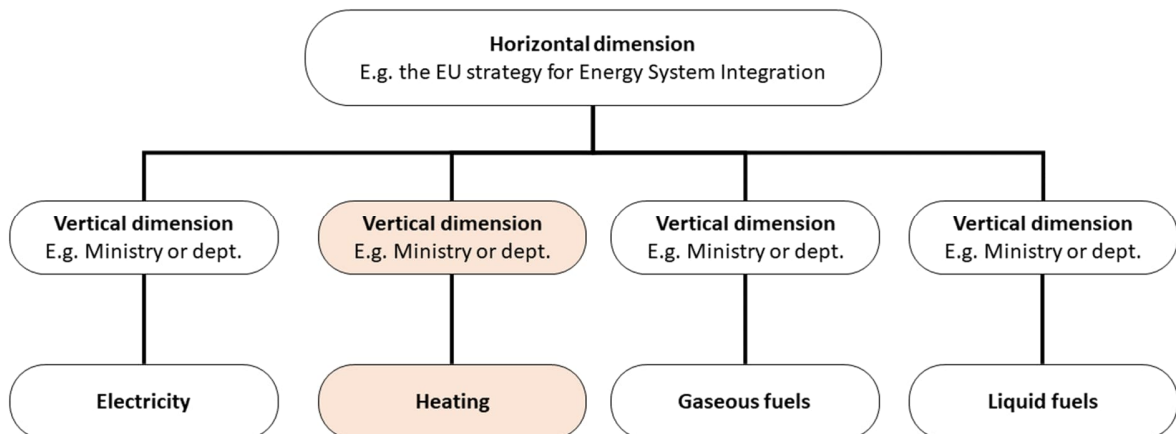 Horizontal dimension
E.g. the EU strategy for Energy System Integration
Vertical dimension
E.g. Ministry or dept.
Vertical dimension
E.g. Ministry or dept.
Vertical dimension
E.g. Ministry or dept.
Vertical dimension
E.g. Ministry or dept.
Electricity
Heating
Gaseous fuels
Liquid fuels